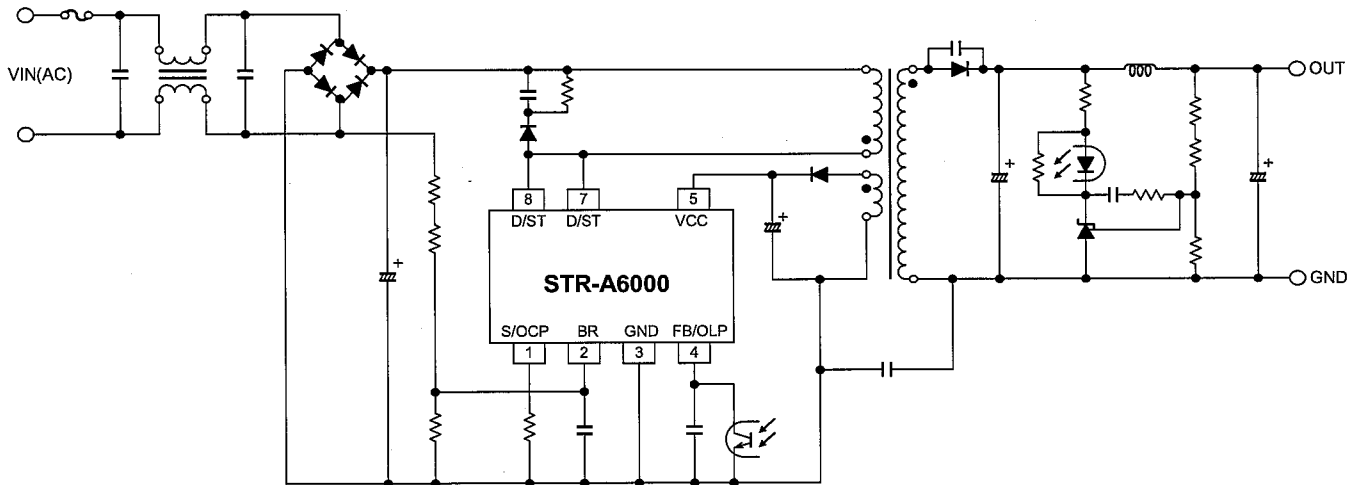 VIN(AC)
OUT
8
7
5
D/ST
D/ST
VCC
STR-A6000
GND
S/OCP
BR
GND
FB/OLP
1
2
3
4
+
+
+
+